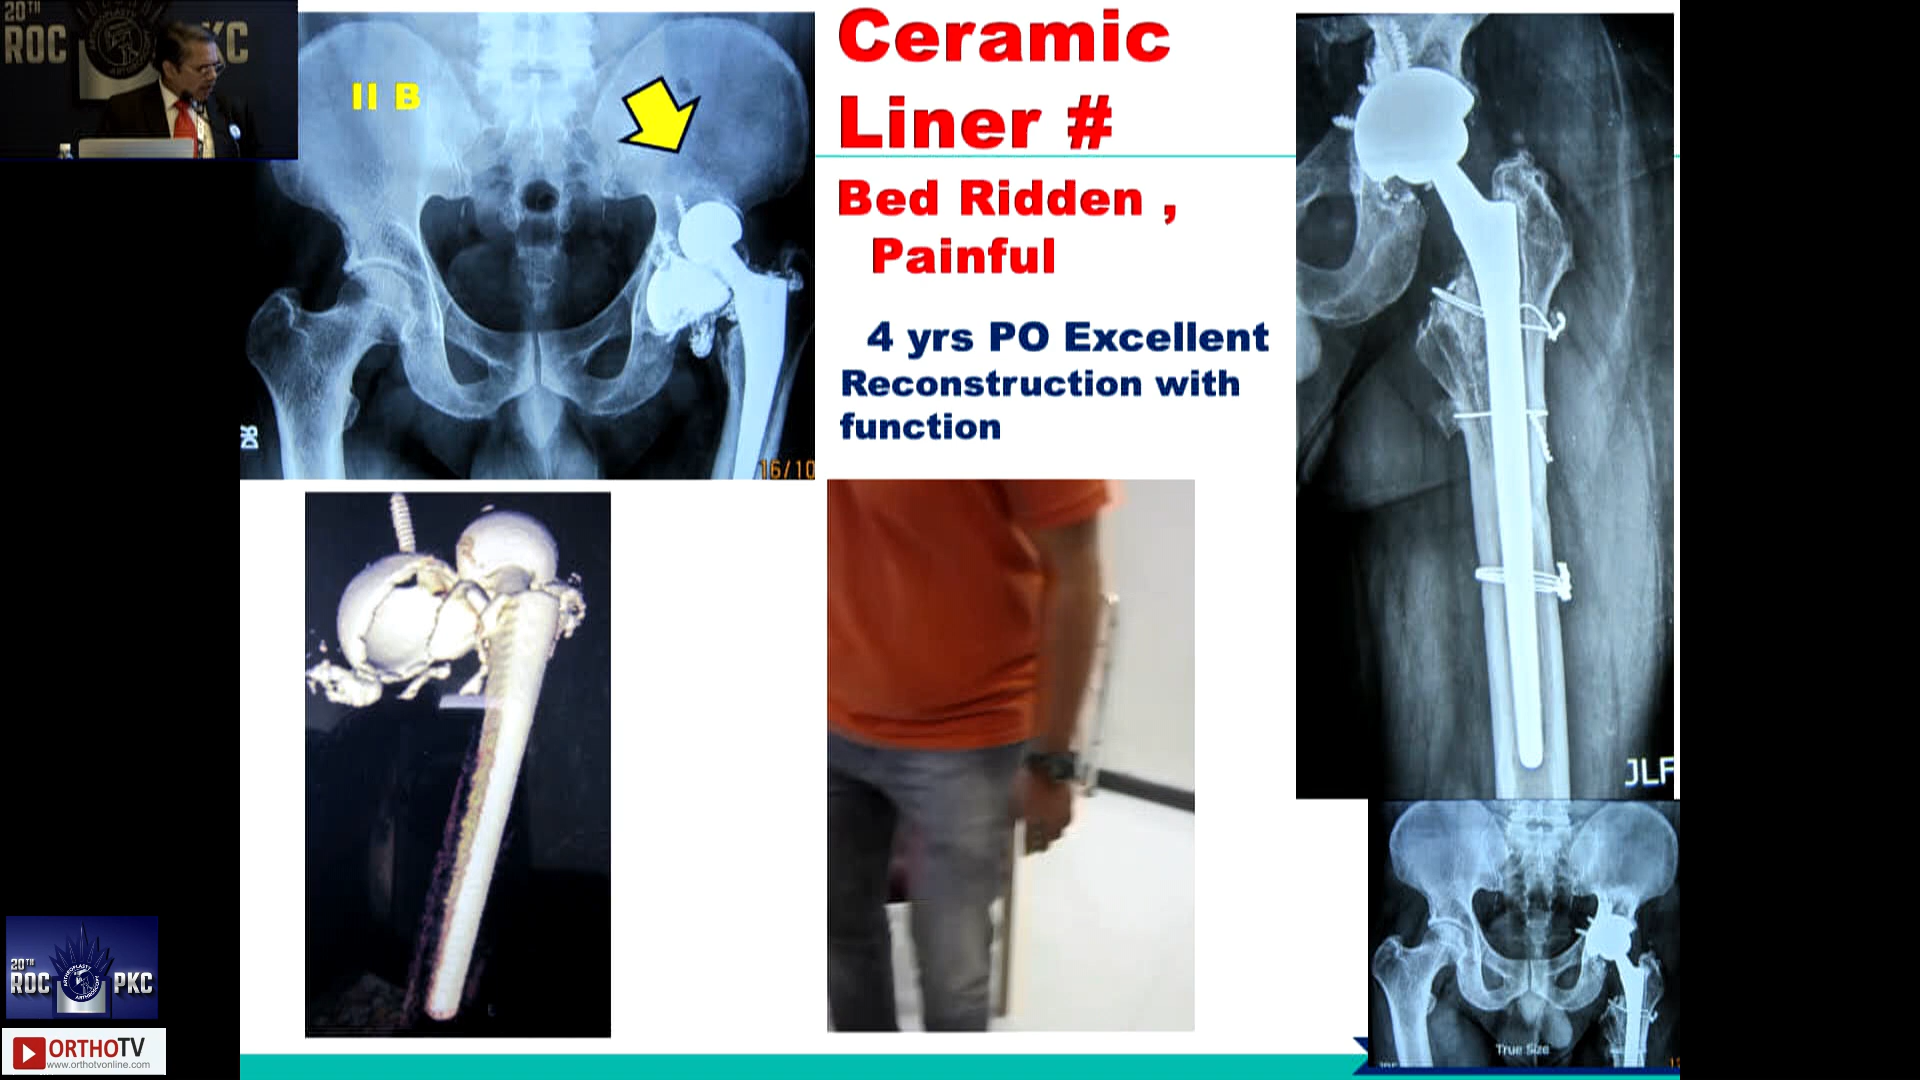 20TH
ROC
KC
II B
16/10
Ceramic
Liner #
Bed Ridden ,
Painful
4 yrs PO Excellent
Reconstruction with
function
JLF
True Size
20TH
ROC
PKC
ARTHROPLASTY
ORTHOTV
www.orthotvonline.com